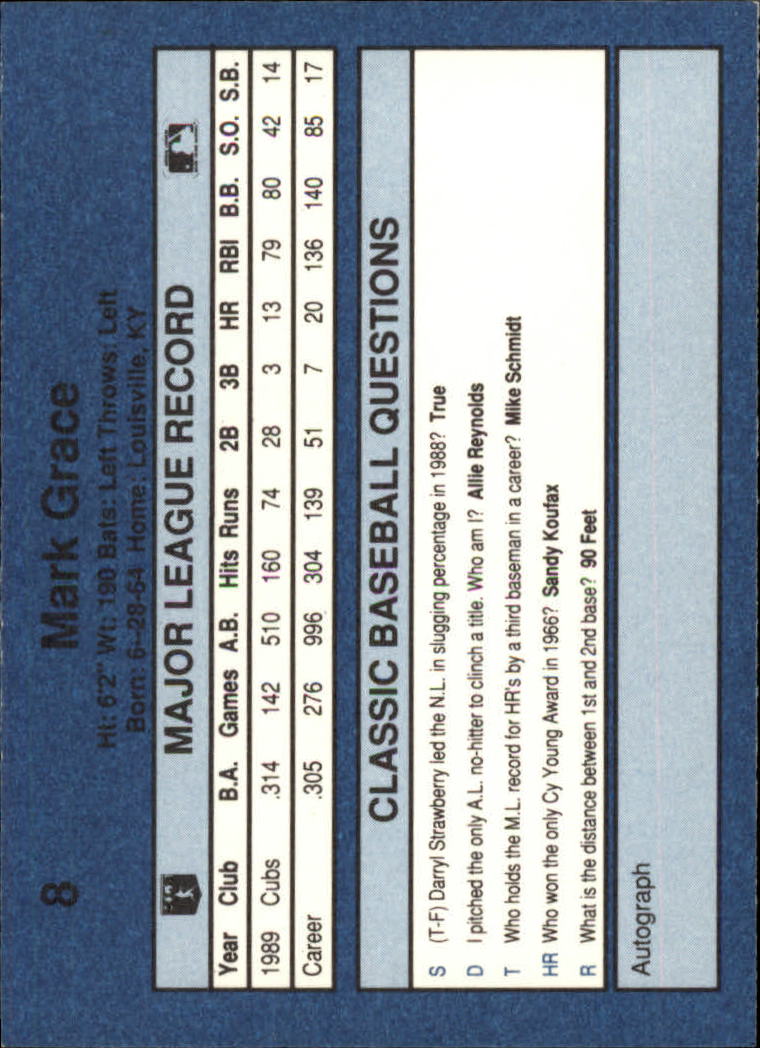 8
Mark Grace
Ht: 6'2" Wt: 190 Bats: Left Throws: Left
Born: 6-28-64 Home: Louisville, KY
MAJOR LEAGUE RECORD
Year Club B.A. Games A.B. Hits Runs 2B 3B HR RBI B.B. S.O. S.B.
1989 Cubs .314 142 510 160 74 28 3 13 79 80 42 14
Career .305 276 996 304 139 51 7 20 136 140 85 17
CLASSIC BASEBALL QUESTIONS
S (T-F) Darryl Strawberry led the N.L. in slugging percentage in 1988? True
D I pitched the only A.L. no-hitter to clinch a title. Who am I? Allie Reynolds
T Who holds the M.L. record for HR's by a third baseman in a career? Mike Schmidt
HR Who won the only Cy Young Award in 1966? Sandy Koufax
R What is the distance between 1st and 2nd base? 90 Feet
Autograph